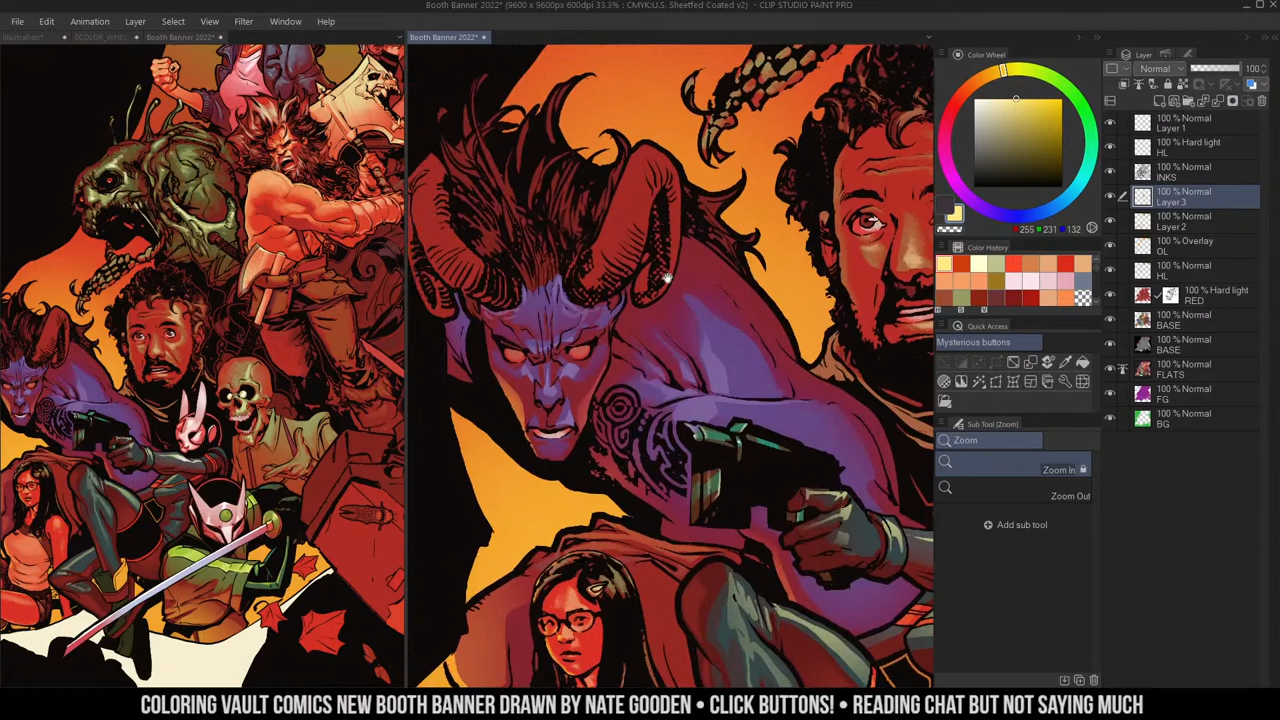 Booth Banner 2022* (9600 x 9600px 600dpi 33.3% : CMYK:U.S. Sheetfed Coated v2) - CLIP STUDIO PAINT PRO
File Edit Animation Layer Select View Filter Window Help
Illustration* 5COLOR_WHE Booth Banner 2022* Booth Banner 2022*
Color Wheel
255 231 132
Color History
H S V
Quick Access
Mysterious buttons
Sub Tool [Zoom]
Zoom
Zoom In
Zoom Out
Add sub tool
Layer
Normal 100
100 % Normal
Layer 1
100 % Hard light
HL
100 % Normal
INKS
100 % Normal
Layer 3
100 % Normal
Layer 2
100 % Overlay
OL
100 % Normal
HL
100 % Hard light
RED
100 % Normal
BASE
100 % Normal
BASE
100 % Normal
FLATS
100 % Normal
FG
100 % Normal
BG
COLORING VAULT COMICS NEW BOOTH BANNER DRAWN BY NATE GOODEN • CLICK BUTTONS! • READING CHAT BUT NOT SAYING MUCH